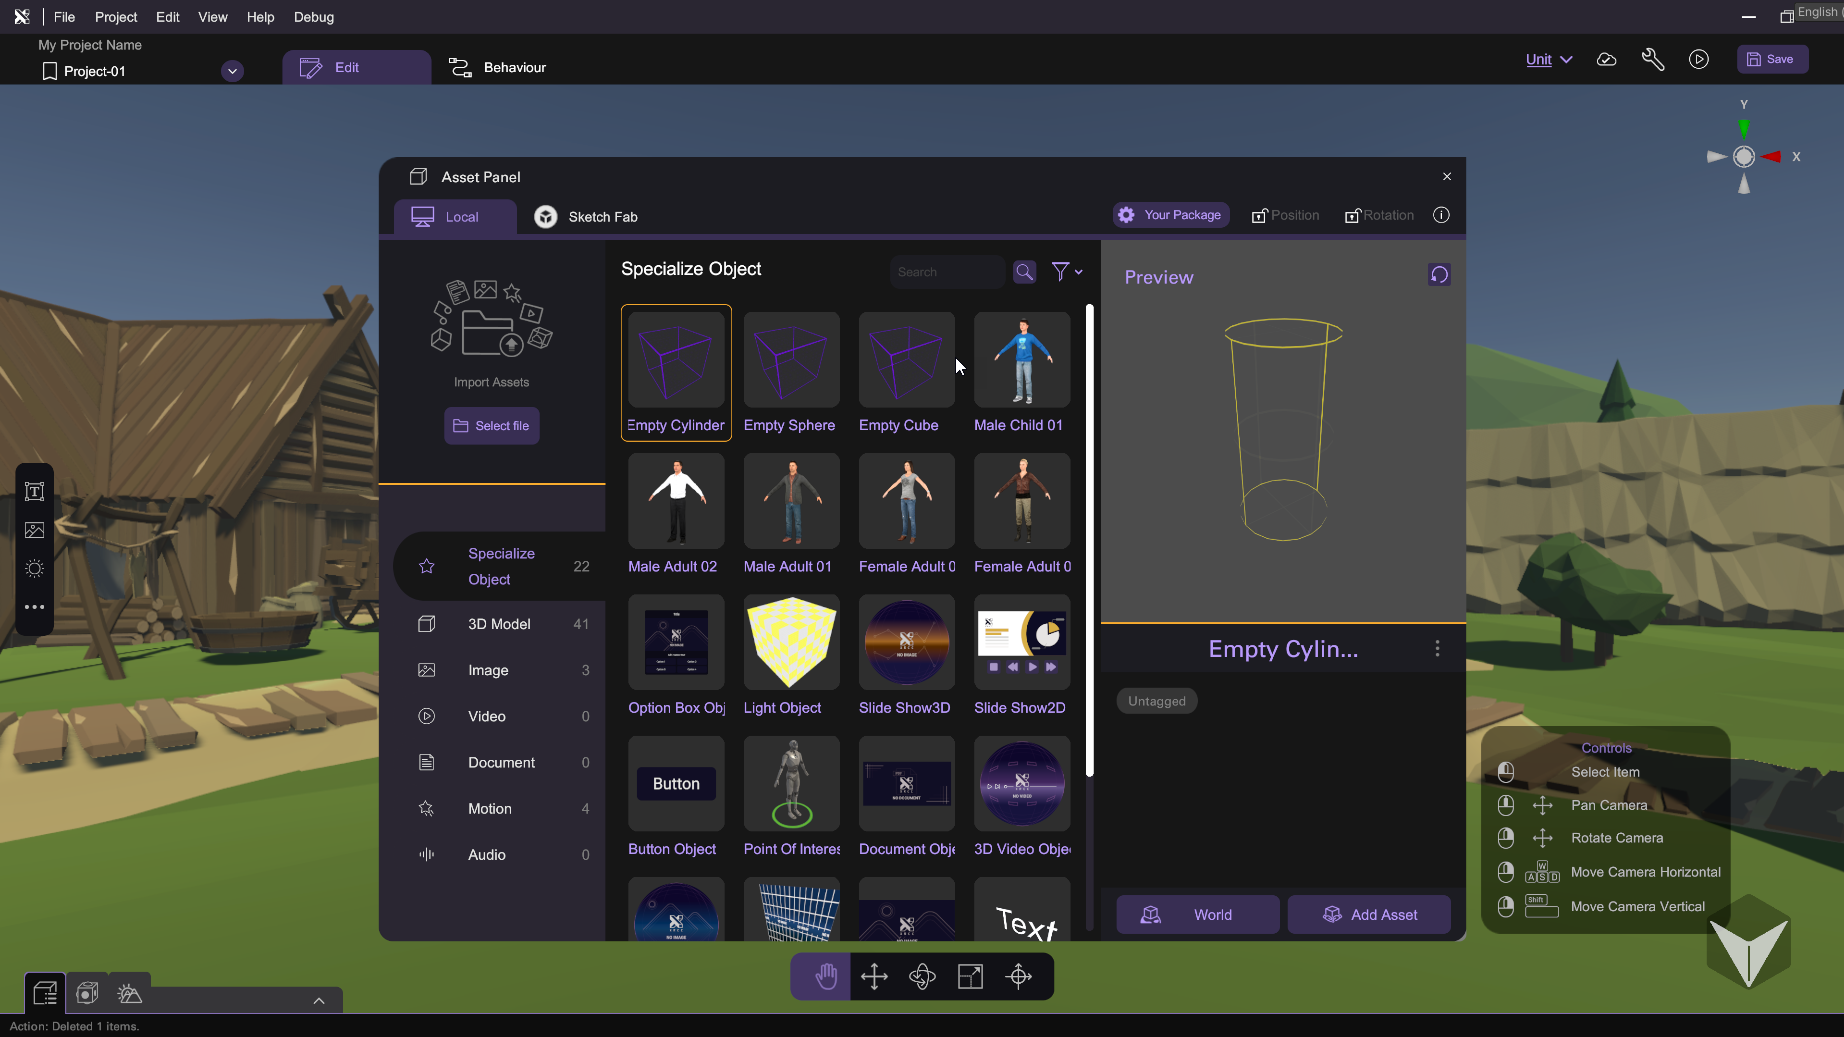 File Project Edit View Help Debug
English (
My Project Name
Project-01
Edit
Behaviour
Unit
Save
Y
X
Asset Panel
Local
Sketch Fab
Your Package
Position
Rotation
Import Assets
Select file
Specialize Object 22
3D Model 41
Image 3
Video 0
Document 0
Motion 4
Audio 0
Specialize Object
Search
Empty Cylinder
Empty Sphere
Empty Cube
Male Child 01
Male Adult 02
Male Adult 01
Female Adult 0
Female Adult 0
Option Box Obj
Light Object
Slide Show3D
Slide Show2D
Button
Button Object
Point Of Interes
Document Obje
3D Video Obje
Text
Preview
Empty Cylin...
Untagged
World
Add Asset
Controls
Select Item
Pan Camera
Rotate Camera
W
A S D
Move Camera Horizontal
Shift
Move Camera Vertical
Action: Deleted 1 items.